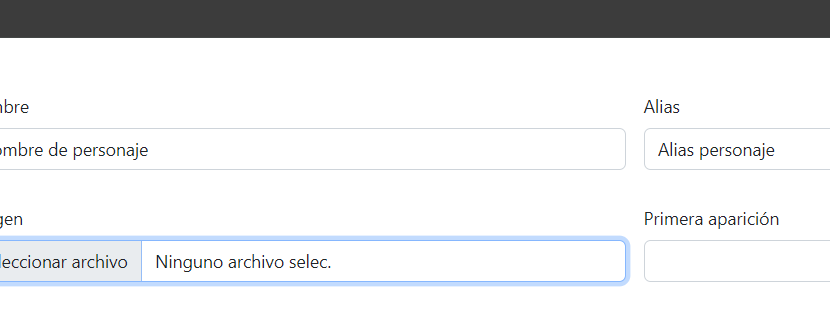 mbre
Alias
ombre de personaje
Alias personaje
gen
Primera aparición
leccionar archivo
Ninguno archivo selec.